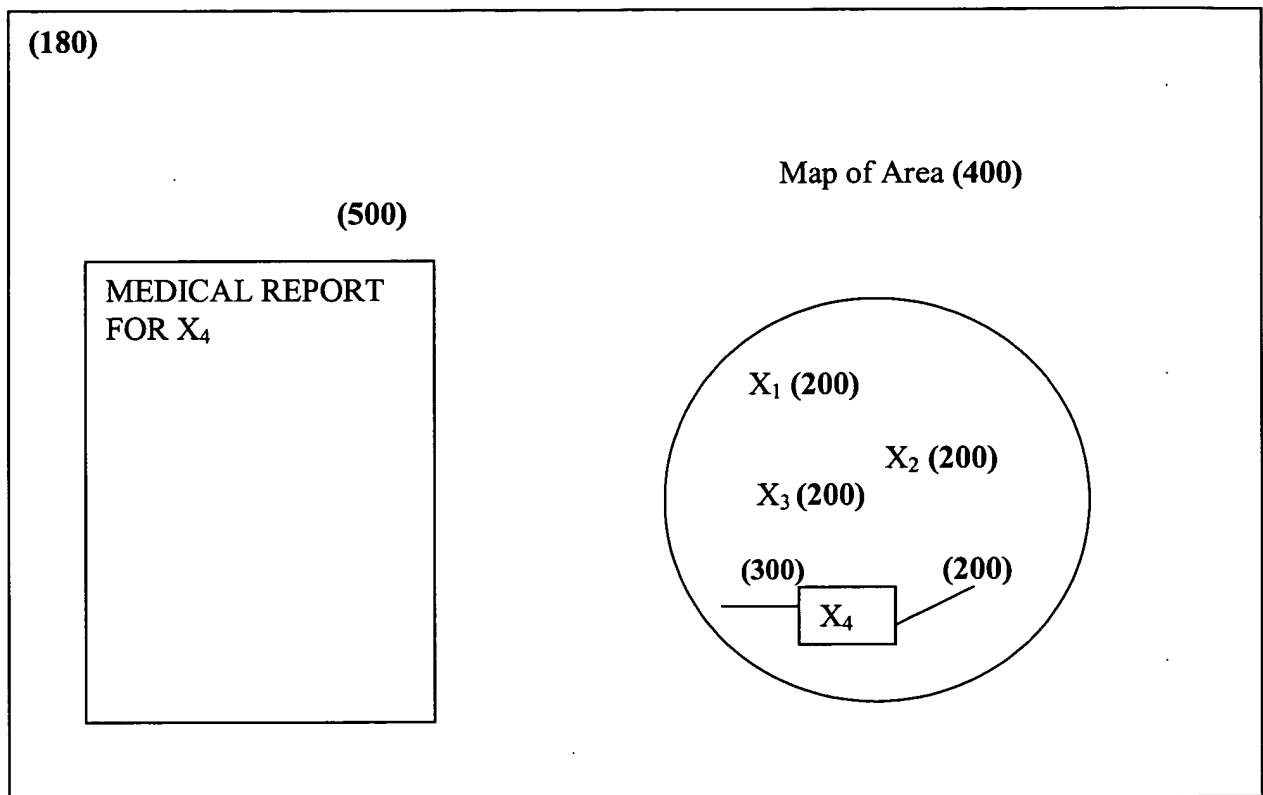 (180)
Map of Area (400)
(500)
MEDICAL REPORT
FOR X₄
X₁ (200)
X₂ (200)
X₃ (200)
(300)
(200)
X₄